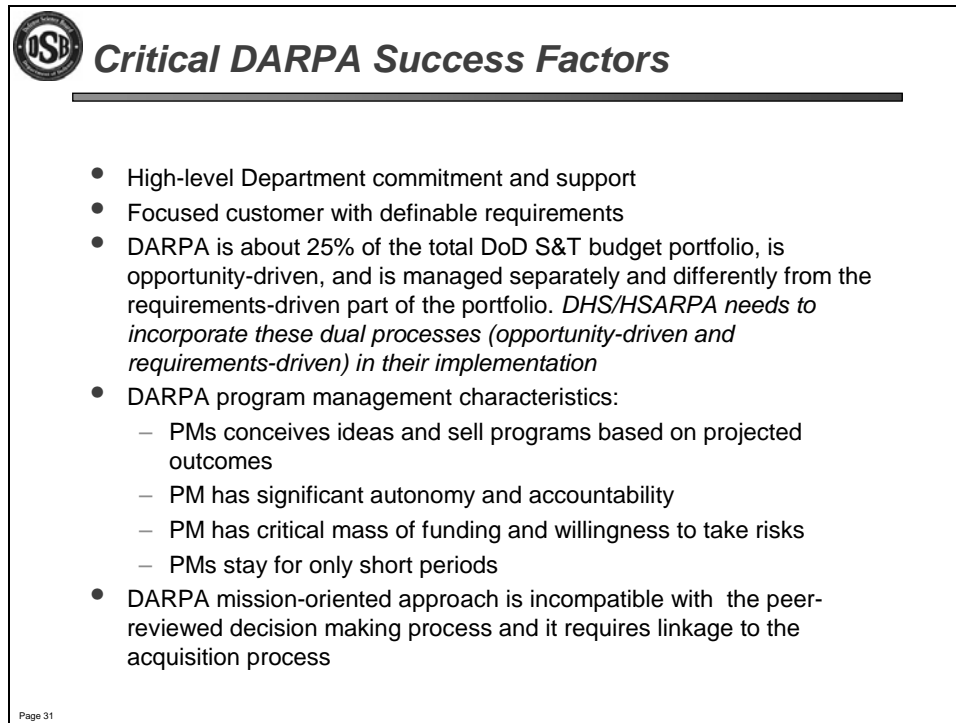 DSB
Critical DARPA Success Factors
• High-level Department commitment and support
• Focused customer with definable requirements
• DARPA is about 25% of the total DoD S&T budget portfolio, is
opportunity-driven, and is managed separately and differently from the
requirements-driven part of the portfolio. DHS/HSARPA needs to
incorporate these dual processes (opportunity-driven and
requirements-driven) in their implementation
• DARPA program management characteristics:
– PMs conceives ideas and sell programs based on projected
outcomes
– PM has significant autonomy and accountability
– PM has critical mass of funding and willingness to take risks
– PMs stay for only short periods
• DARPA mission-oriented approach is incompatible with the peer-
reviewed decision making process and it requires linkage to the
acquisition process
Page 31